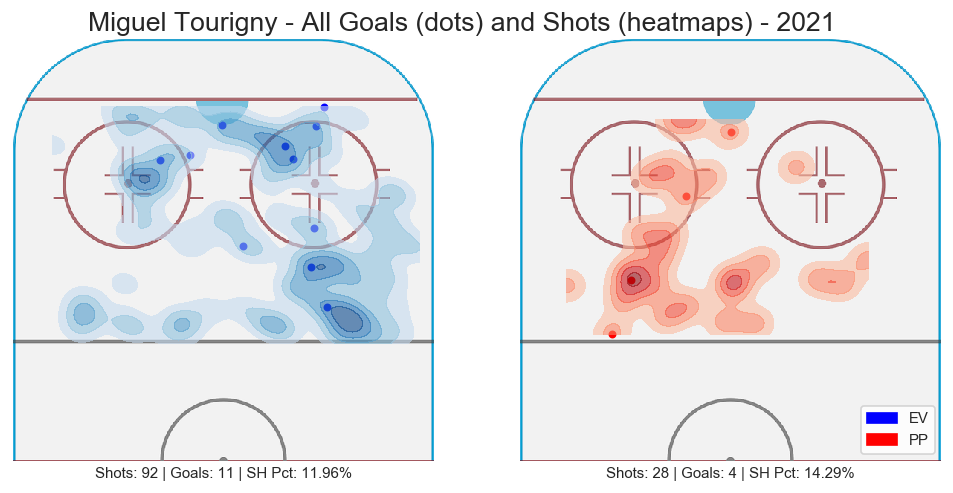 Miguel Tourigny - All Goals (dots) and Shots (heatmaps) - 2021
EV
PP
Shots: 92 | Goals: 11 | SH Pct: 11.96%
Shots: 28 | Goals: 4 | SH Pct: 14.29%